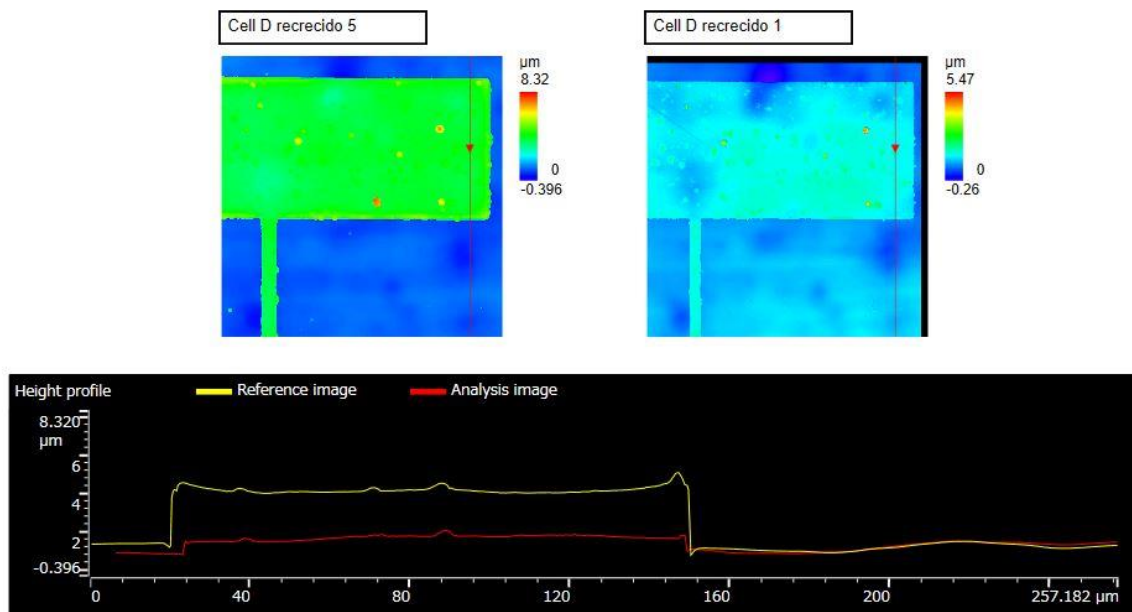 Cell D recrecido 5
Cell D recrecido 1
µm
8.32
0
-0.396
µm
5.47
0
-0.26
Height profile Reference image Analysis image
8.320
µm
6
4
2
-0.396
0 40 80 120 160 200 257.182 µm